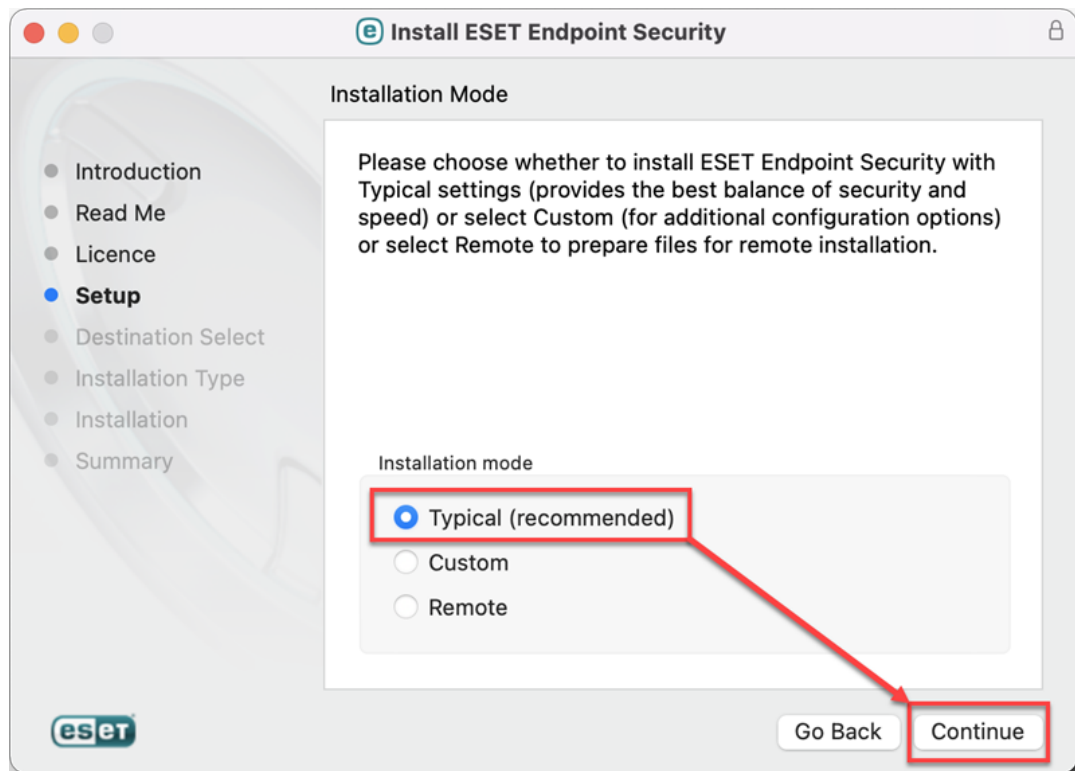 Install ESET Endpoint Security
Installation Mode
Introduction
Read Me
Licence
Setup
Destination Select
Installation Type
Installation
Summary
Please choose whether to install ESET Endpoint Security with
Typical settings (provides the best balance of security and
speed) or select Custom (for additional configuration options)
or select Remote to prepare files for remote installation.
Installation mode
Typical (recommended)
Custom
Remote
eset
Go Back
Continue